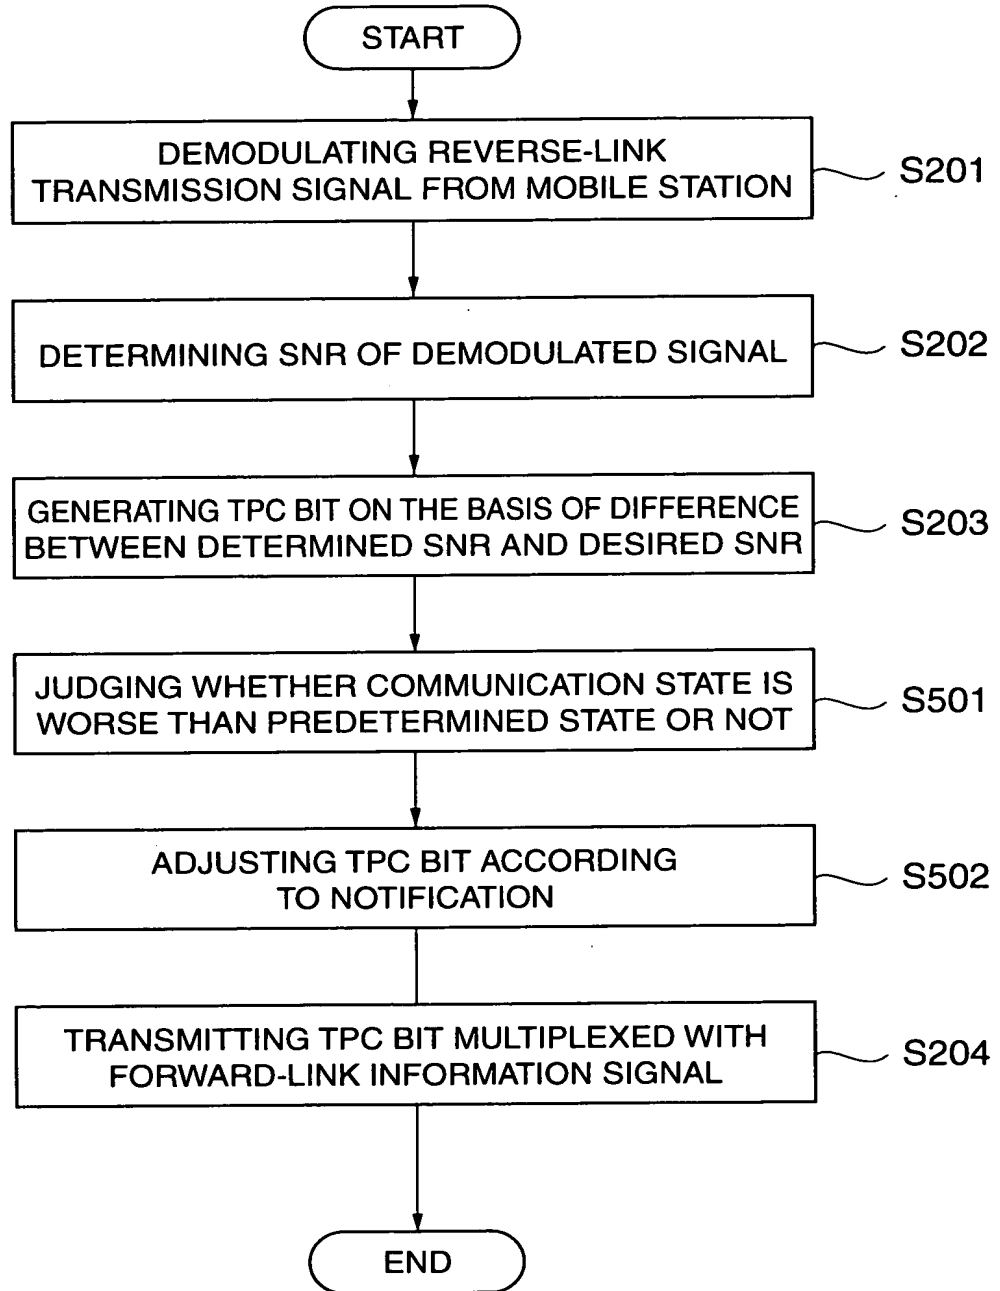 START
DEMODULATING REVERSE-LINK
TRANSMISSION SIGNAL FROM MOBILE STATION
S201
DETERMINING SNR OF DEMODULATED SIGNAL
S202
GENERATING TPC BIT ON THE BASIS OF DIFFERENCE
BETWEEN DETERMINED SNR AND DESIRED SNR
S203
JUDGING WHETHER COMMUNICATION STATE IS
WORSE THAN PREDETERMINED STATE OR NOT
S501
ADJUSTING TPC BIT ACCORDING
TO NOTIFICATION
S502
TRANSMITTING TPC BIT MULTIPLEXED WITH
FORWARD-LINK INFORMATION SIGNAL
S204
END